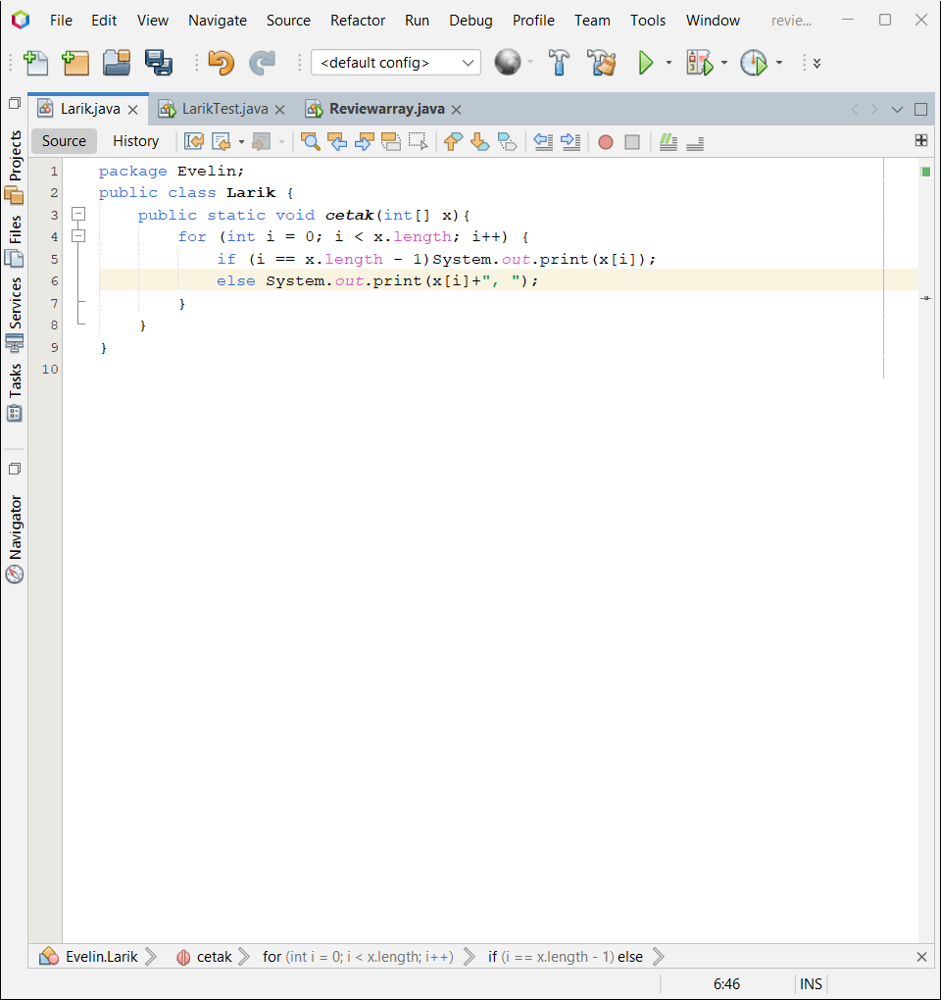 File Edit View Navigate Source Refactor Run Debug Profile Team Tools Window revie...
<default config>
Larik.java LarikTest.java Reviewarray.java
Source History
1 package Evelin;
2 public class Larik {
3 public static void cetak(int[] x){
4 for (int i = 0; i < x.length; i++) {
5 if (i == x.length - 1)System.out.print(x[i]);
6 else System.out.print(x[i]+", ");
7 }
8 }
9 }
10
Projects
Files
Services
Tasks
Navigator
Evelin.Larik cetak for (int i = 0; i < x.length; i++) if (i == x.length - 1) else
6:46 INS